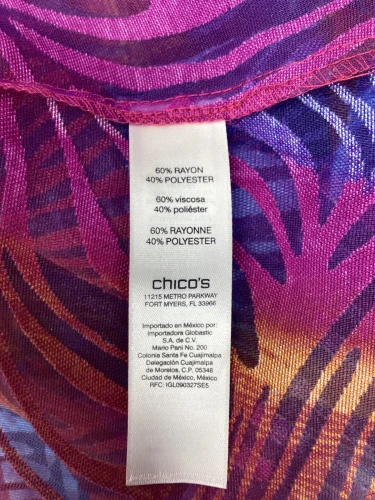 60% RAYON
40% POLYESTER
60% viscosa
40% poliéster
60% RAYONNE
40% POLYESTER
chico's
11215 METRO PARKWAY
FORT MYERS, FL 33966
Importado en México por:
Importadora Globastic
S.A. de C.V.
Mario Pani No. 200
Colonia Santa Fe Cuajimalpa
Delegación Cuajimalpa
de Morelos, C.P. 05348
Ciudad de México, México
RFC: IGL090327SE5